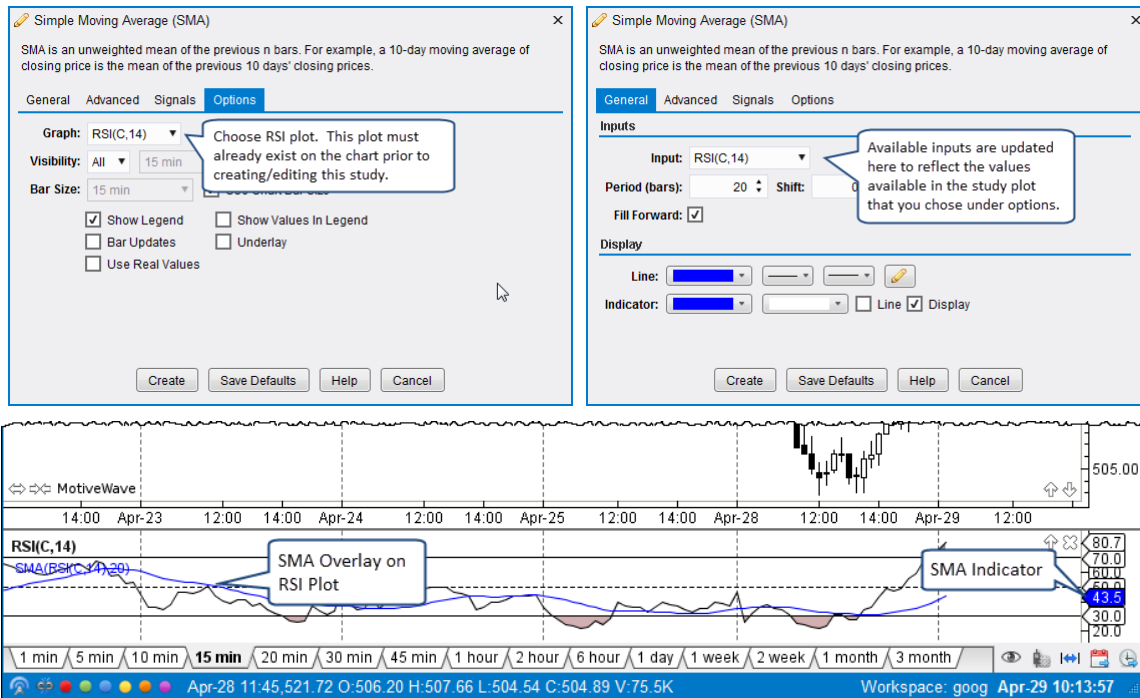 Simple Moving Average (SMA)
SMA is an unweighted mean of the previous n bars. For example, a 10-day moving average of
closing price is the mean of the previous 10 days' closing prices.
General Advanced Signals Options
Graph: RSI(C,14)
Visibility: All 15 min
Bar Size: 15 min
Choose RSI plot. This plot must
already exist on the chart prior to
creating/editing this study.
Show Legend Show Values In Legend
Bar Updates Underlay
Use Real Values
Create Save Defaults Help Cancel
Simple Moving Average (SMA)
SMA is an unweighted mean of the previous n bars. For example, a 10-day moving average of
closing price is the mean of the previous 10 days' closing prices.
General Advanced Signals Options
Inputs
Input: RSI(C,14)
Period (bars): 20 Shift: 0
Fill Forward:
Available inputs are updated
here to reflect the values
available in the study plot
that you chose under options.
Display
Line:
Indicator: Line Display
Create Save Defaults Help Cancel
505.00
MotiveWave
14:00 Apr-23 12:00 14:00 Apr-24 12:00 14:00 Apr-25 12:00 14:00 Apr-28 12:00 14:00 Apr-29 12:00
RSI(C,14)
SMA(RSI(C,14),20)
SMA Overlay on
RSI Plot
SMA Indicator
80.7
70.0
60.0
50.0
43.5
30.0
20.0
1 min 5 min 10 min 15 min 20 min 30 min 45 min 1 hour 2 hour 6 hour 1 day 1 week 2 week 1 month 3 month
Apr-28 11:45,521.72 O:506.20 H:507.66 L:504.54 C:504.89 V:75.5K Workspace: goog Apr-29 10:13:57